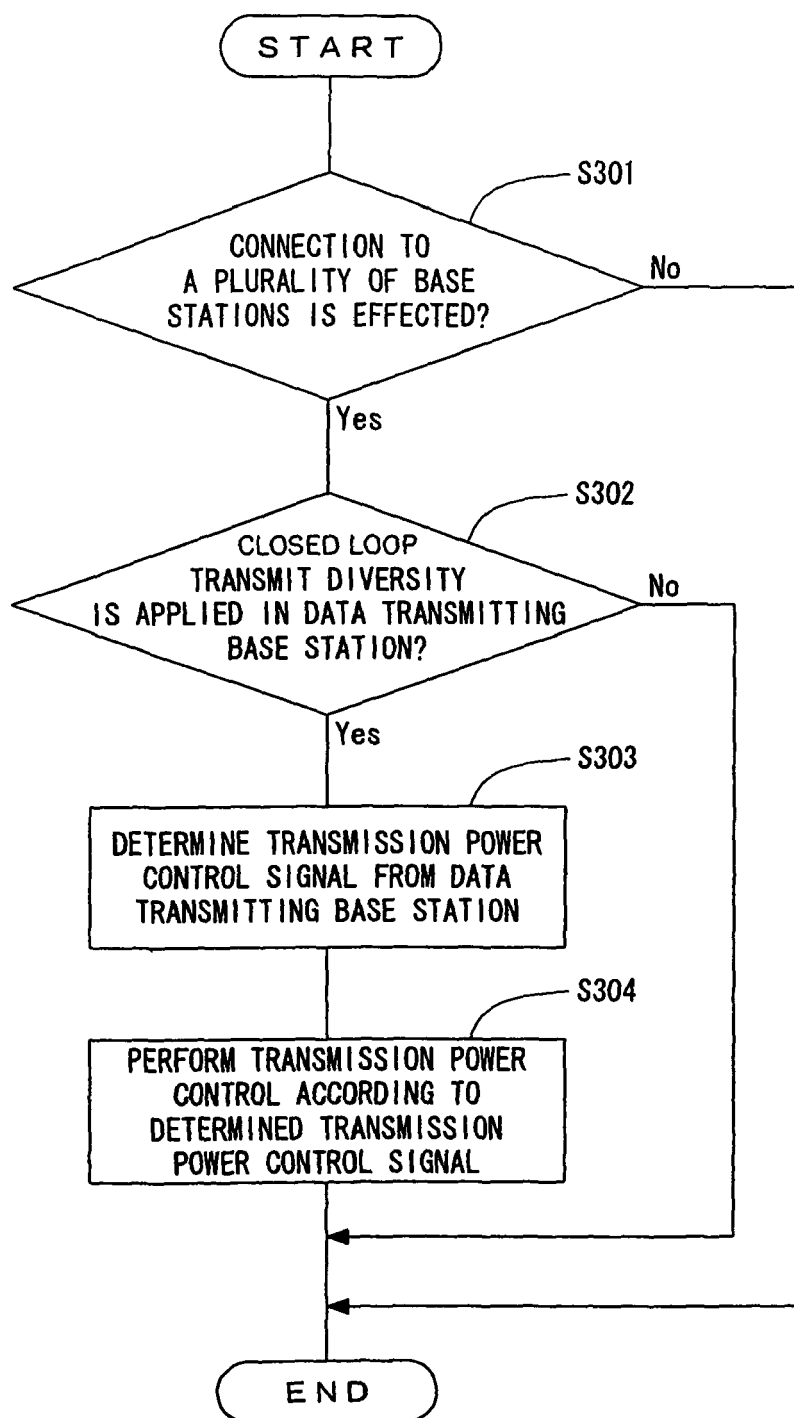 START
S301
CONNECTION TO
A PLURALITY OF BASE
STATIONS IS EFFECTED?
No
Yes
S302
CLOSED LOOP
TRANSMIT DIVERSITY
IS APPLIED IN DATA TRANSMITTING
BASE STATION?
No
Yes
S303
DETERMINE TRANSMISSION POWER
CONTROL SIGNAL FROM DATA
TRANSMITTING BASE STATION
S304
PERFORM TRANSMISSION POWER
CONTROL ACCORDING TO
DETERMINED TRANSMISSION
POWER CONTROL SIGNAL
END